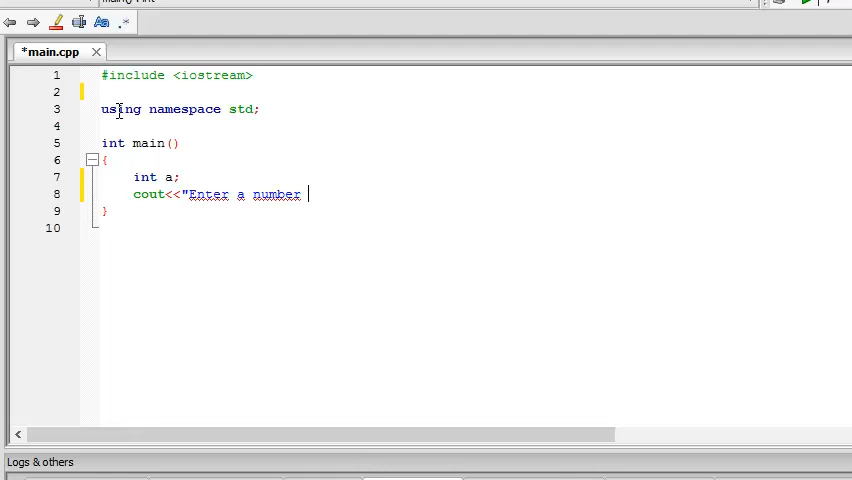 *main.cpp
1 #include <iostream>
2
3 using namespace std;
4
5 int main()
6 {
7 int a;
8 cout<<"Enter a number
9 }
10
Logs & others